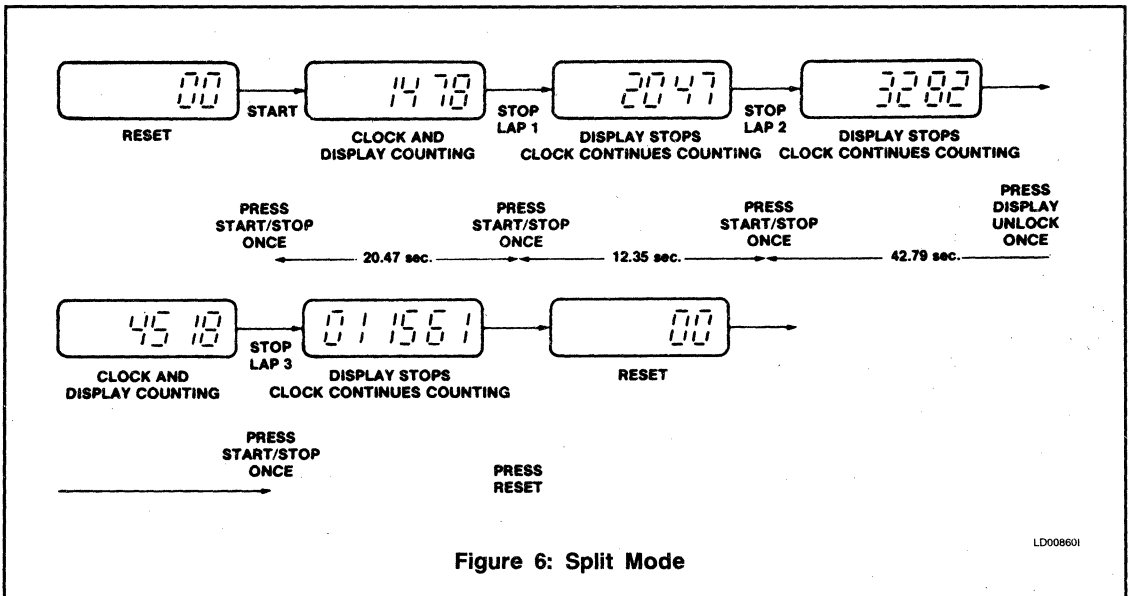 00
START
14 78
STOP
LAP 1
20 47
STOP
LAP 2
32 82
RESET
CLOCK AND
DISPLAY COUNTING
DISPLAY STOPS
CLOCK CONTINUES COUNTING
DISPLAY STOPS
CLOCK CONTINUES COUNTING
PRESS
START/STOP
ONCE
PRESS
START/STOP
ONCE
PRESS
START/STOP
ONCE
PRESS
DISPLAY
UNLOCK
ONCE
20.47 sec.
12.35 sec.
42.79 sec.
45 18
STOP
LAP 3
01 15 61
00
CLOCK AND
DISPLAY COUNTING
DISPLAY STOPS
CLOCK CONTINUES COUNTING
RESET
PRESS
START/STOP
ONCE
PRESS
RESET
LD00860I
Figure 6: Split Mode